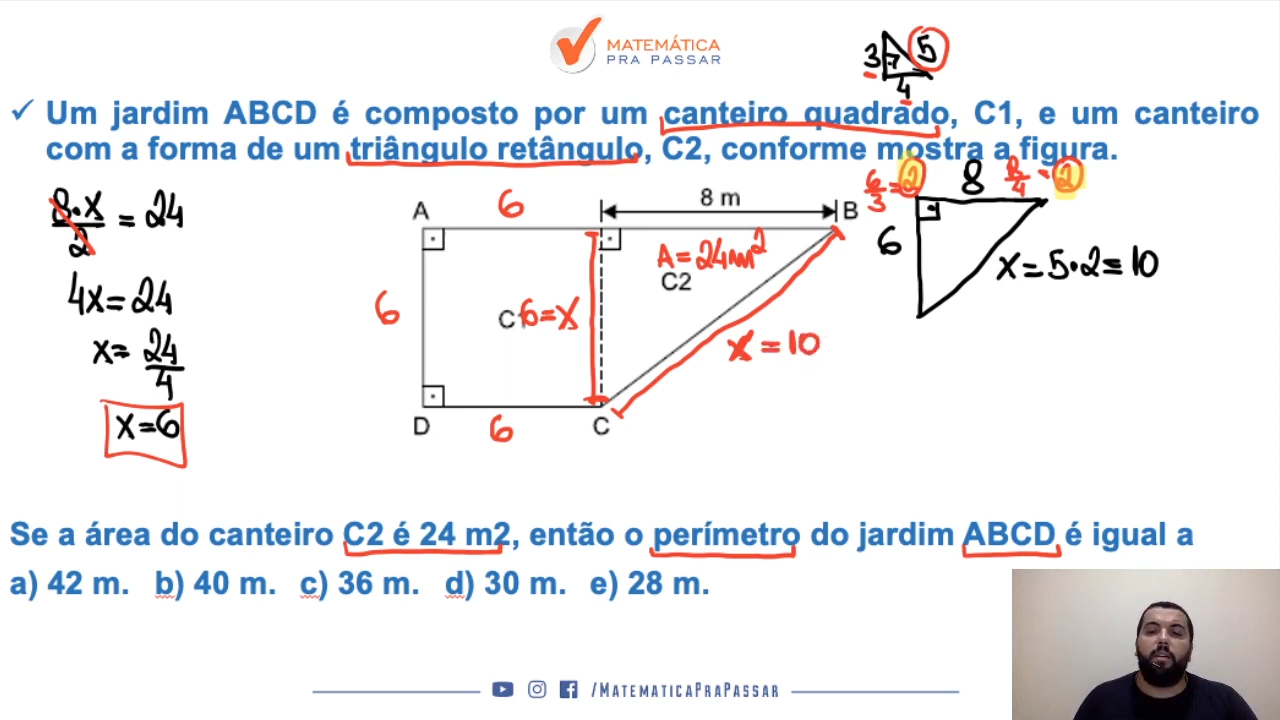 MATEMÁTICA
PRA PASSAR
3 5
4
✓ Um jardim ABCD é composto por um canteiro quadrado, C1, e um canteiro
com a forma de um triângulo retângulo, C2, conforme mostra a figura.
8·x/2 = 24
4x = 24
x = 24/4
x = 6
6
8 m
A
B
A = 24m²
C2
6
C1
6 = x
x = 10
D
6
C
6/3 = 2
8
8/4 = 2
6
x = 5·2 = 10
Se a área do canteiro C2 é 24 m2, então o perímetro do jardim ABCD é igual a
a) 42 m. b) 40 m. c) 36 m. d) 30 m. e) 28 m.
/MATEMATICAPRAPASSAR